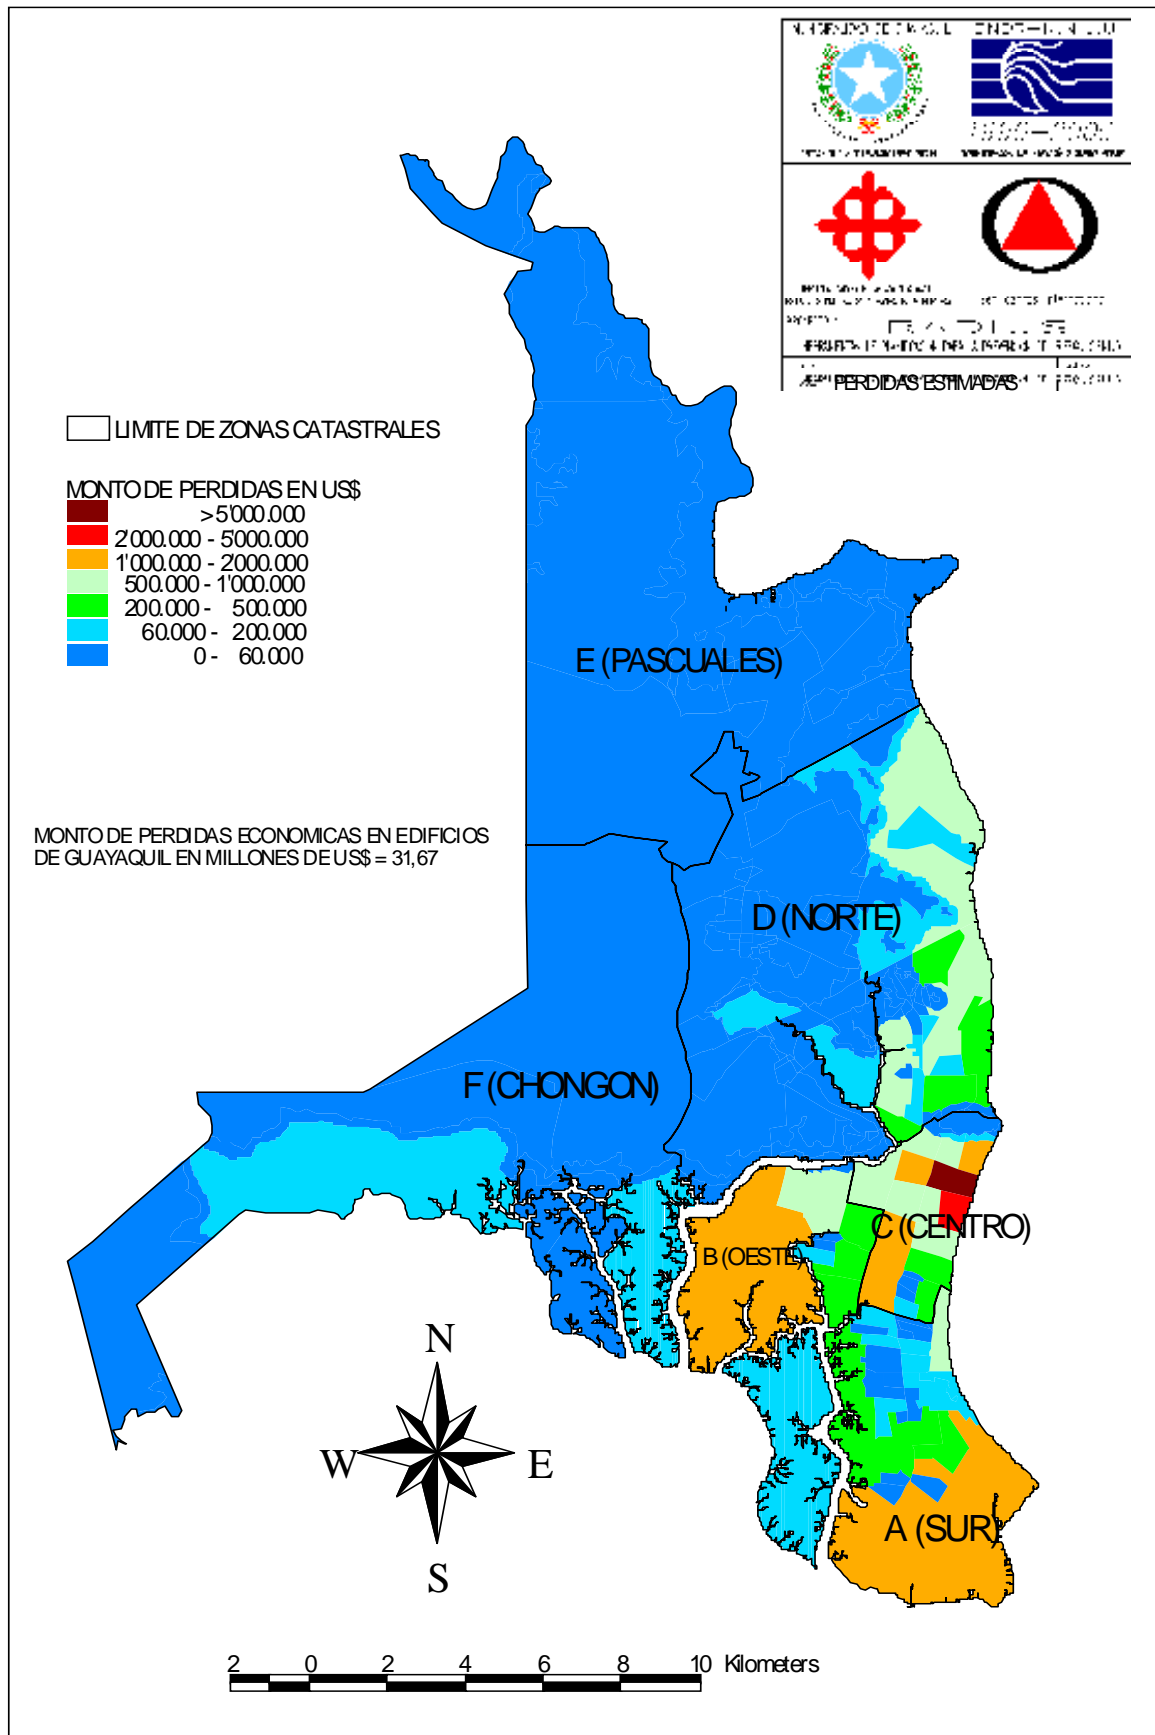 PERDIDAS ESTIMADAS
LIMITE DE ZONAS CATASTRALES
MONTO DE PERDIDAS EN US$
> 5'000.000
2'000.000 - 5'000.000
1'000.000 - 2'000.000
500.000 - 1'000.000
200.000 - 500.000
60.000 - 200.000
0 - 60.000
E (PASCUALES)
MONTO DE PERDIDAS ECONOMICAS EN EDIFICIOS
DE GUAYAQUIL EN MILLONES DE US$ = 31,67
D (NORTE)
F (CHONGON)
C (CENTRO)
B (OESTE)
A (SUR)
N
W E
S
2 0 2 4 6 8 10 Kilometers